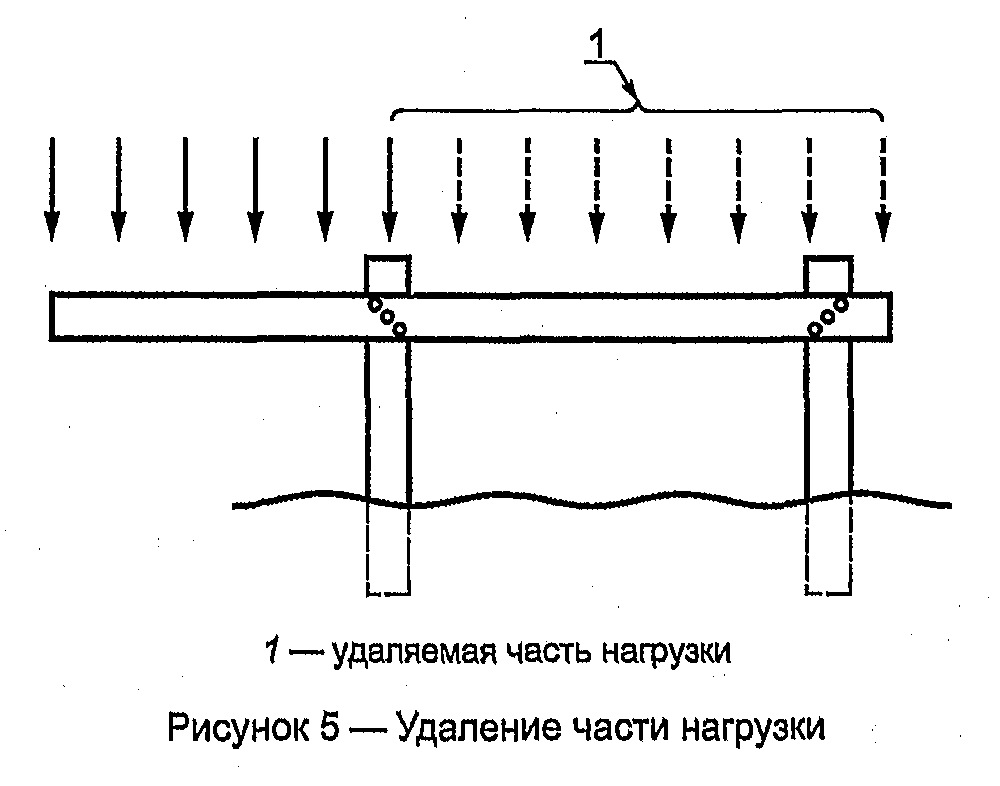 1
1 — удаляемая часть нагрузки
Рисунок 5 — Удаление части нагрузки